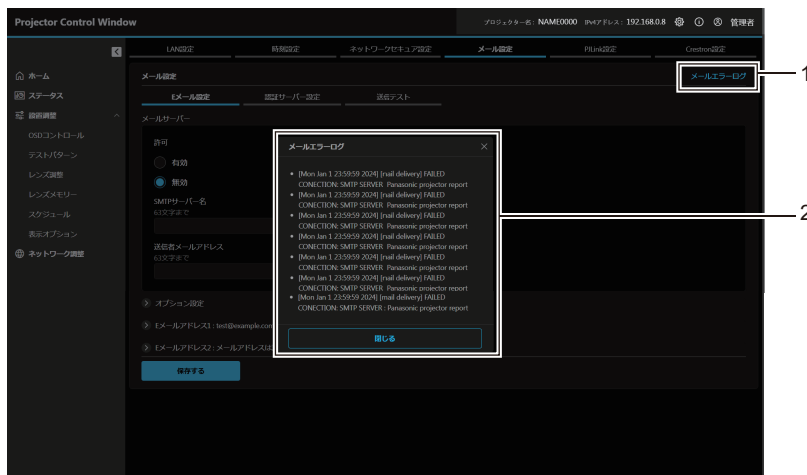 Projector Control Window
プロジェクター名: NAME0000 IPv4アドレス: 192.168.0.8 管理者
LAN設定 時刻設定 ネットワークセキュア設定 メール設定 PJLink設定 Crestron設定
ホーム
ステータス
設置調整
OSDコントロール
テストパターン
レンズ調整
レンズメモリー
スケジュール
表示オプション
ネットワーク調整
メール設定
メールエラーログ
1
Eメール設定 認証サーバー設定 送信テスト
メールサーバー
許可
有効
無効
SMTPサーバー名
63文字まで
送信者メールアドレス
63文字まで
オプション設定
Eメールアドレス1 : test@example.con
Eメールアドレス2 : メールアドレスは
保存する
メールエラーログ
2
• [Mon Jan 1 23:59:59 2024] [nail delivery] FAILED
CONECTION: SMTP SERVER Panasonic projector report
• [Mon Jan 1 23:59:59 2024] [nail delivery] FAILED
CONECTION: SMTP SERVER Panasonic projector report
• [Mon Jan 1 23:59:59 2024] [nail delivery] FAILED
CONECTION: SMTP SERVER Panasonic projector report
• [Mon Jan 1 23:59:59 2024] [nail delivery] FAILED
CONECTION: SMTP SERVER Panasonic projector report
• [Mon Jan 1 23:59:59 2024] [nail delivery] FAILED
CONECTION: SMTP SERVER Panasonic projector report
• [Mon Jan 1 23:59:59 2024] [nail delivery] FAILED
CONECTION: SMTP SERVER Panasonic projector report
• [Mon Jan 1 23:59:59 2024] [mail delivery] FAILED
CONECTION: SMTP SERVER : Panasonic projector report
閉じる